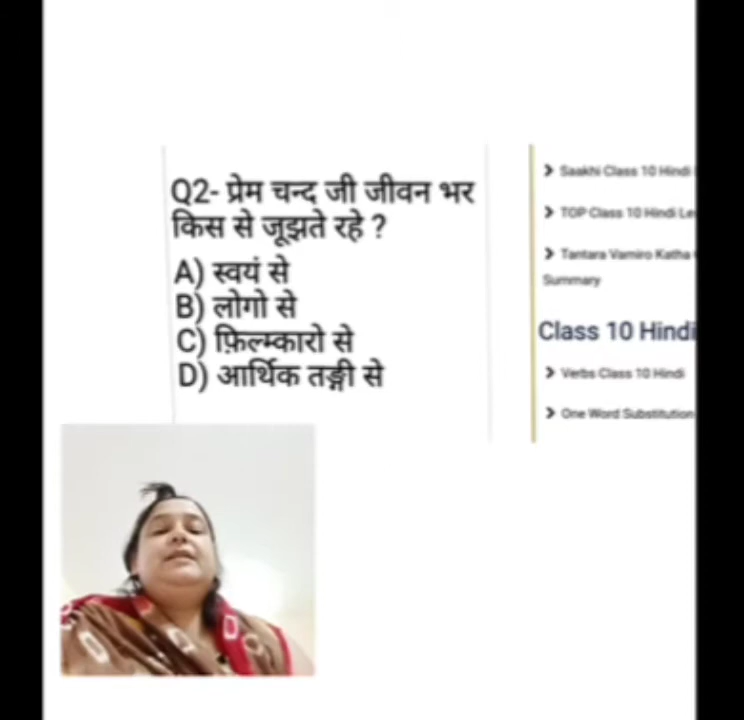 Q2- प्रेम चन्द जी जीवन भर
किस से जूझते रहे ?
A) स्वयं से
B) लोगो से
C) फ़िल्म्कारो से
D) आर्थिक तङ्गी से
Saakhi Class 10 Hindi
TOP Class 10 Hindi
Tantara Vamiro Katha
Summary
Class 10 Hindi
Verbs Class 10 Hindi
One Word Substitution